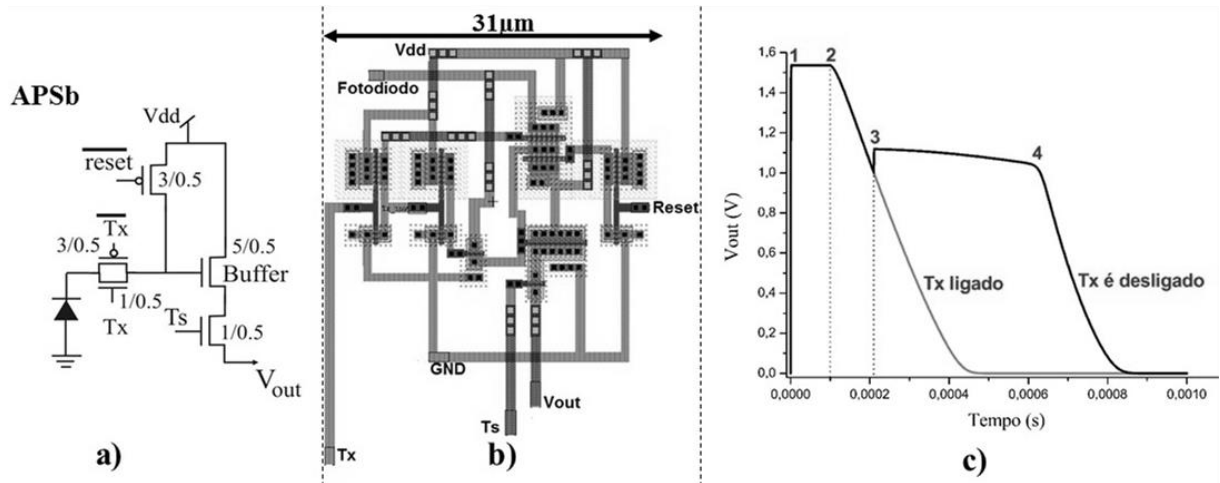 APSb
Vdd
reset
3/0.5
Tx
3/0.5
5/0.5
Buffer
1/0.5
Tx
Ts
1/0.5
Vout
a)
31µm
Vdd
Fotodiodo
Reset
GND
Vout
Ts
Tx
b)
Vout (V)
1,6
1,4
1,2
1,0
0,8
0,6
0,4
0,2
0,0
1
2
3
4
Tx ligado
Tx é desligado
0,0000
0,0002
0,0004
0,0006
0,0008
0,0010
Tempo (s)
c)